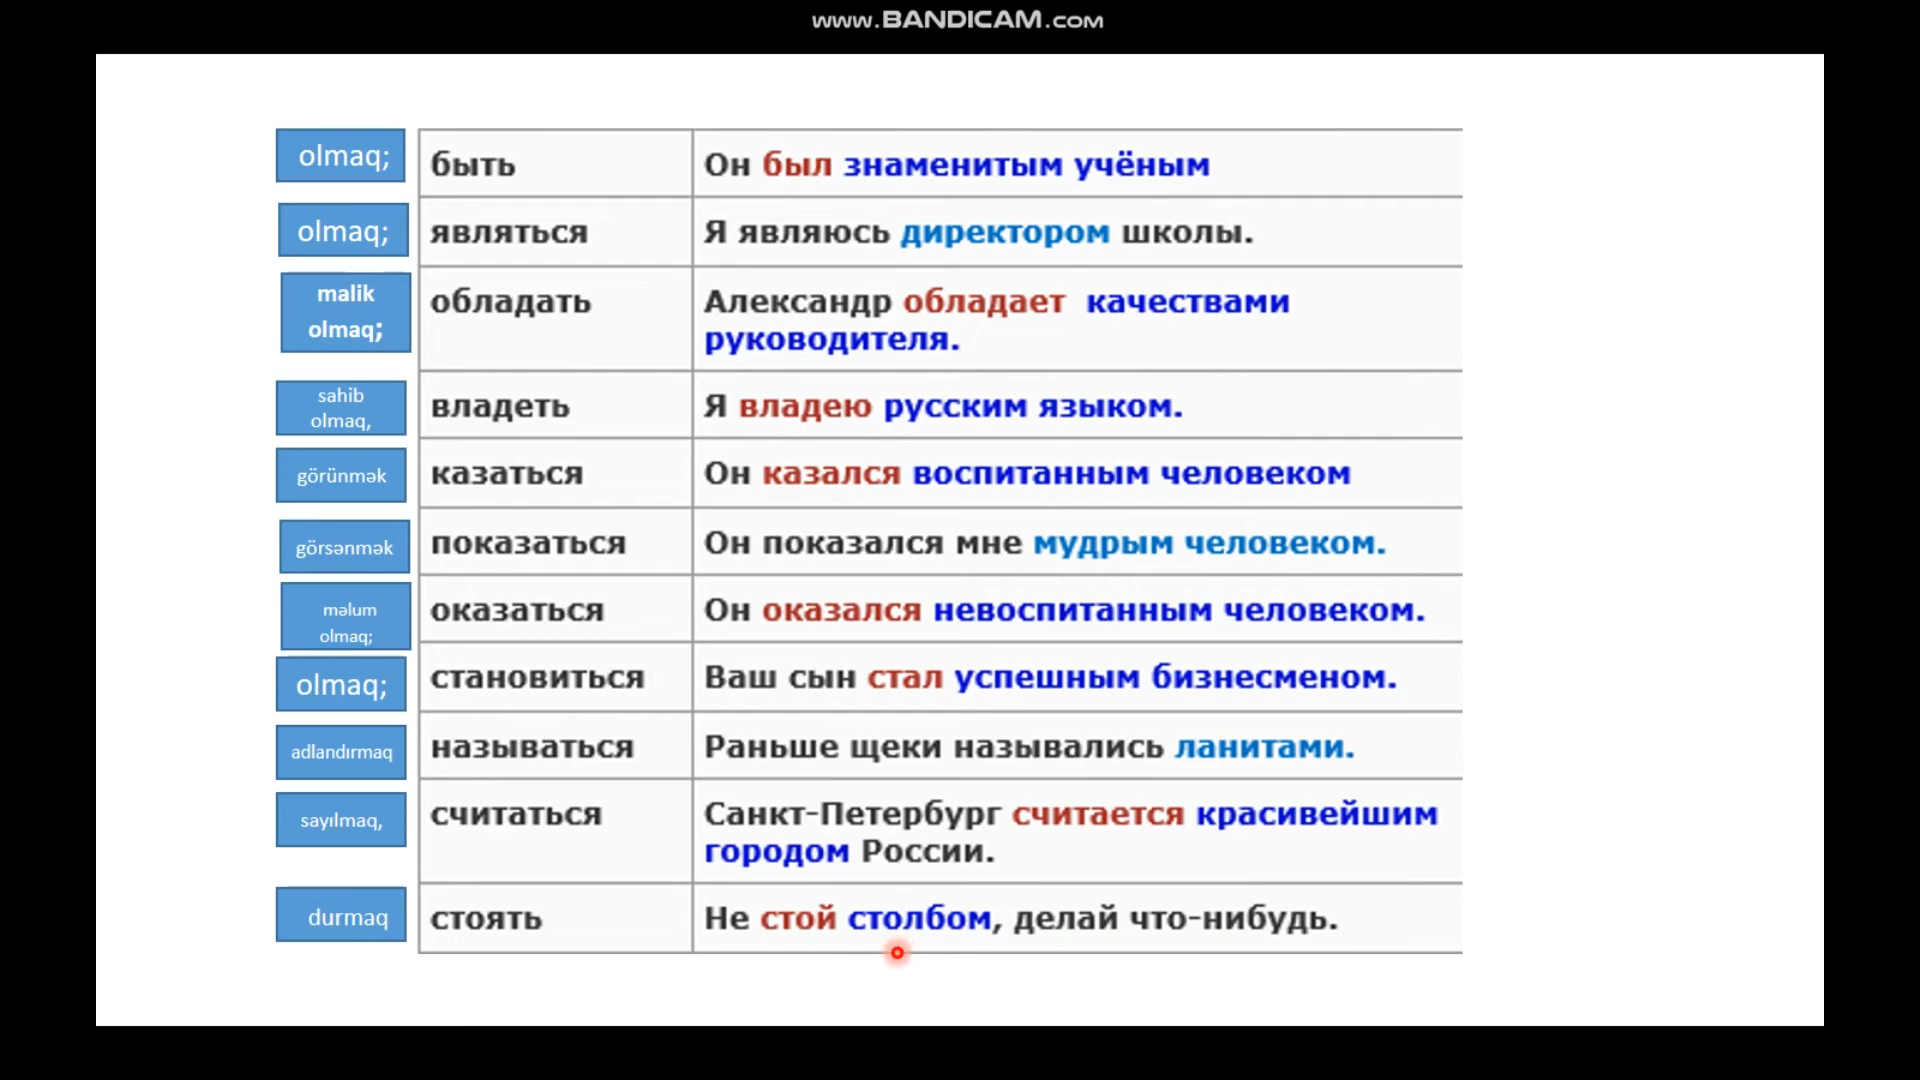 www.BANDICAM.com
olmaq;
быть
Он был знаменитым учёным
olmaq;
являться
Я являюсь директором школы.
malik
olmaq;
обладать
Александр обладает качествами
руководителя.
sahib
olmaq,
владеть
Я владею русским языком.
görünmək
казаться
Он казался воспитанным человеком
görsənmək
показаться
Он показался мне мудрым человеком.
məlum
olmaq;
оказаться
Он оказался невоспитанным человеком.
olmaq;
становиться
Ваш сын стал успешным бизнесменом.
adlandırmaq
называться
Раньше щеки назывались ланитами.
sayılmaq,
считаться
Санкт-Петербург считается красивейшим
городом России.
durmaq
стоять
Не стой столбом, делай что-нибудь.